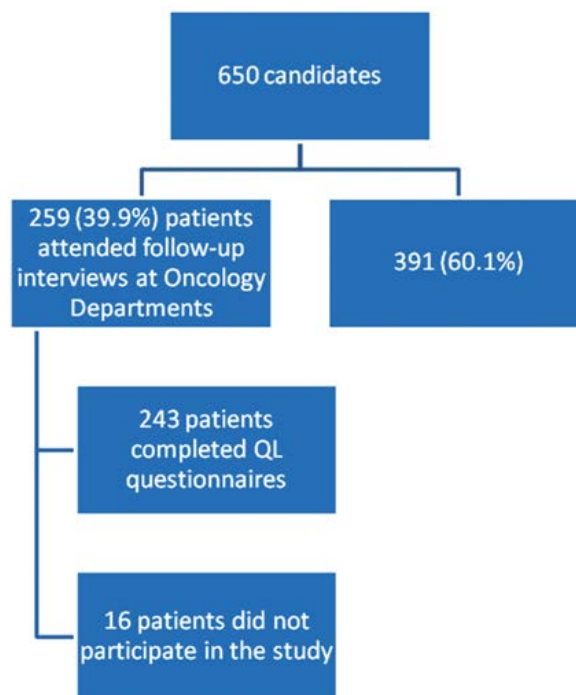 650 candidates
259 (39.9%) patients
attended follow-up
interviews at Oncology
Departments
391 (60.1%)
243 patients
completed QL
questionnaires
16 patients did not
participate in the study